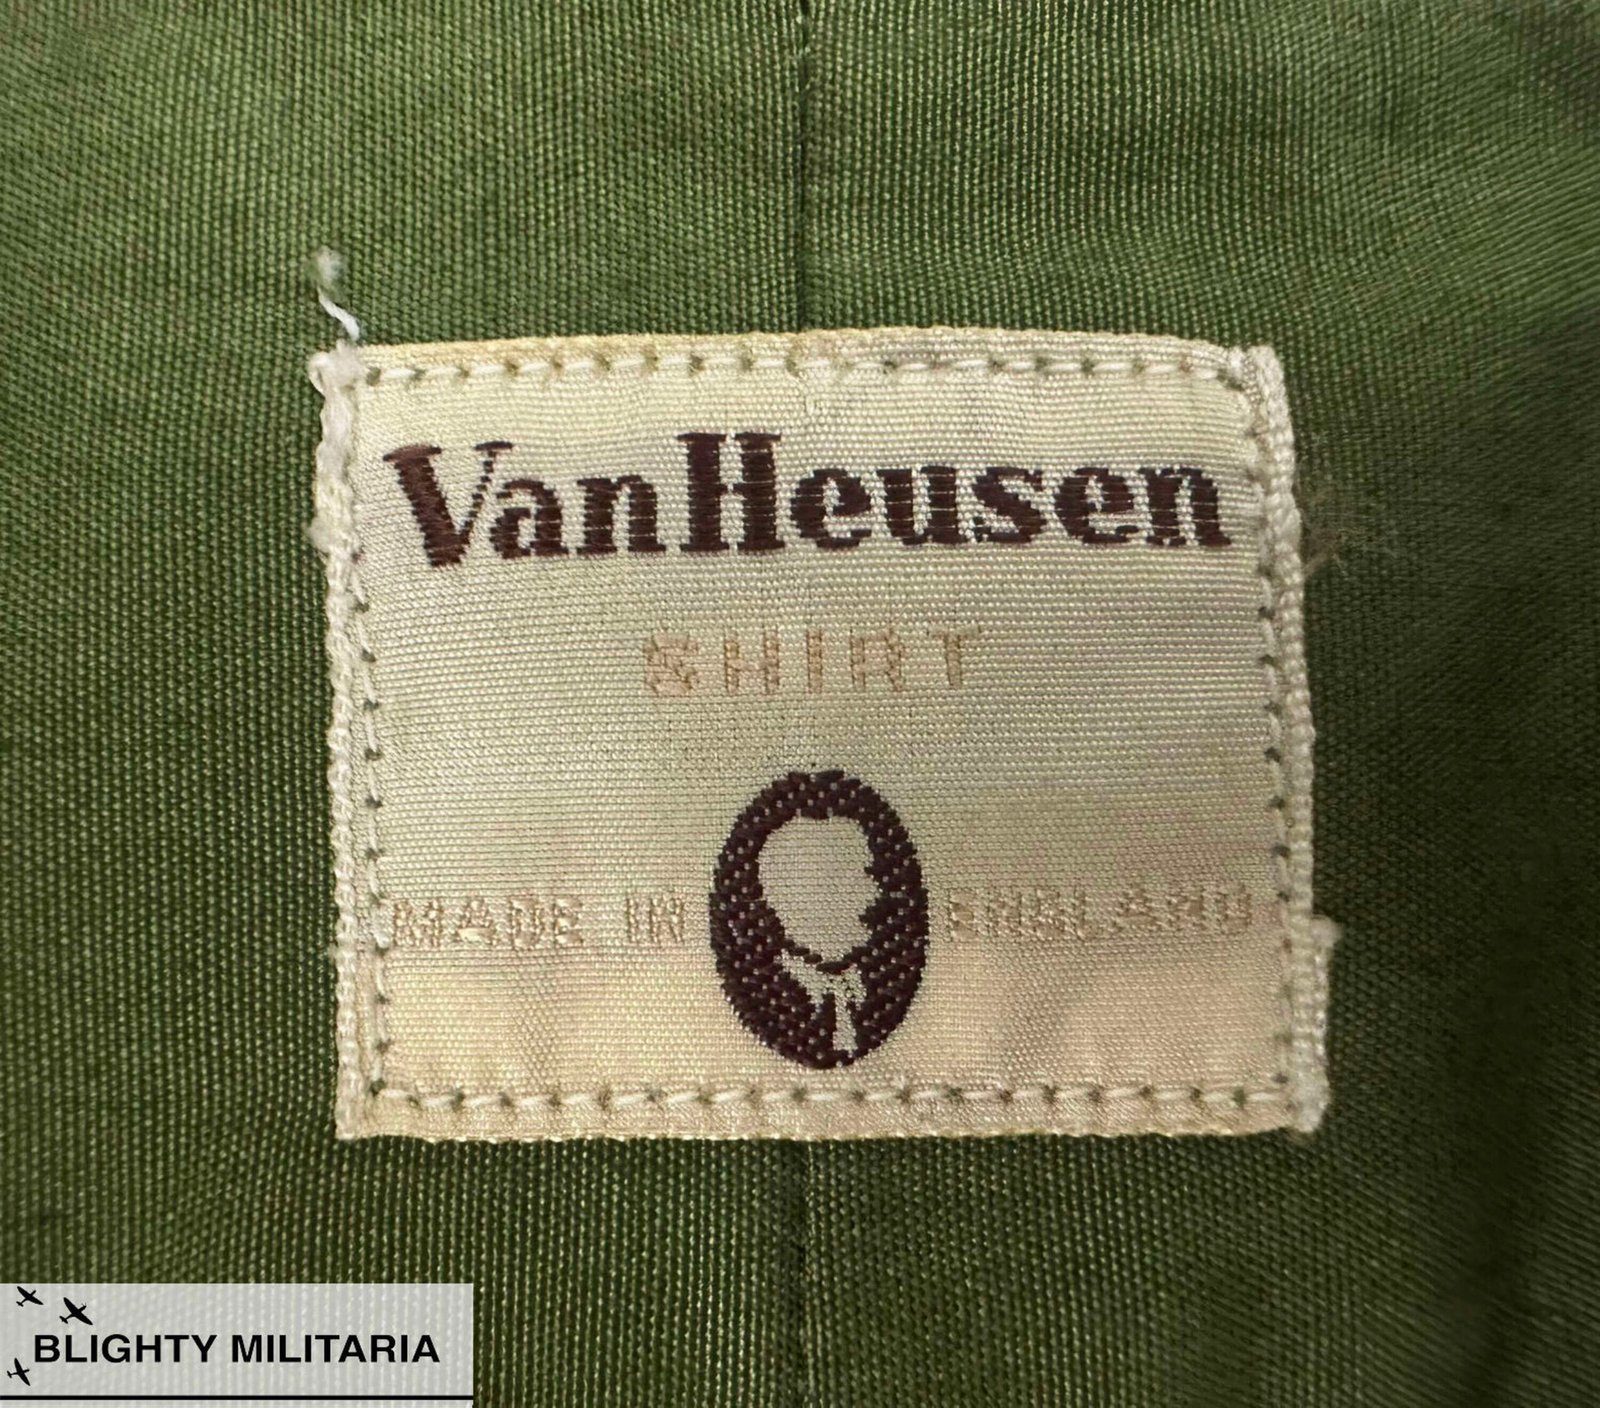 VanHeusen
SHIRT
MADE IN ENGLAND
BLIGHTY MILITARIA